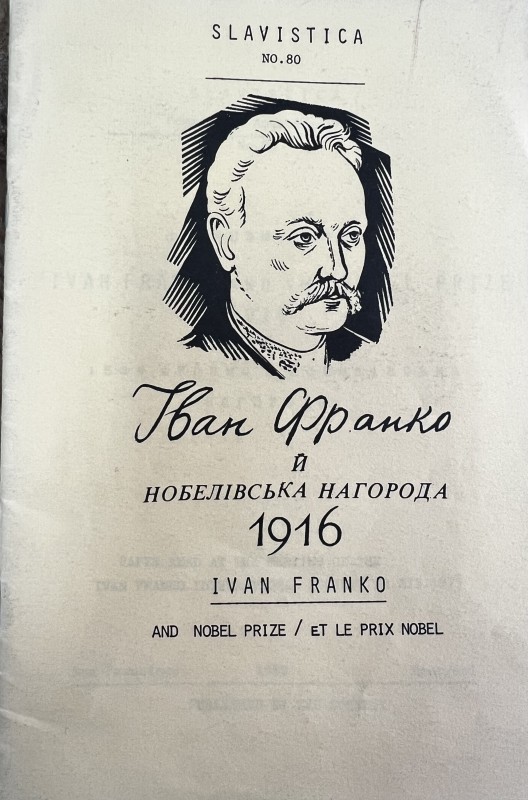 SLAVISTICA
NO.80
Іван Франко
Й
НОБЕЛІВСЬКА НАГОРОДА
1916
IVAN FRANKO
AND NOBEL PRIZE / ET LE PRIX NOBEL